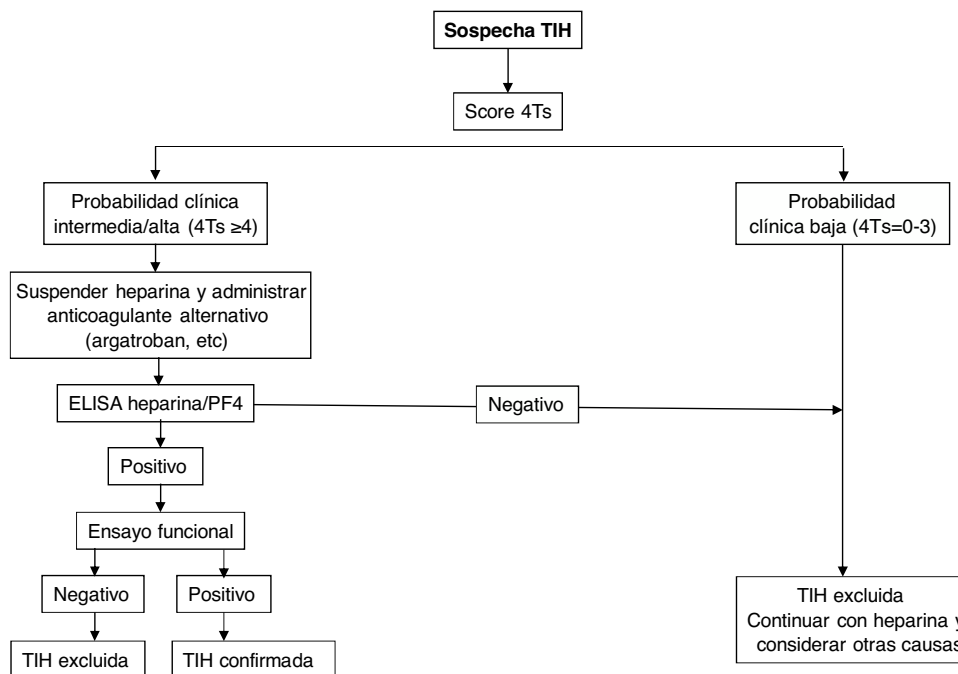 Sospecha TIH
Score 4Ts
Probabilidad clínica
intermedia/alta (4Ts ≥4)
Probabilidad
clínica baja (4Ts=0-3)
Suspender heparina y administrar
anticoagulante alternativo
(argatroban, etc)
ELISA heparina/PF4
Negativo
Positivo
Ensayo funcional
Negativo
Positivo
TIH excluida
TIH confirmada
TIH excluida
Continuar con heparina y
considerar otras causas